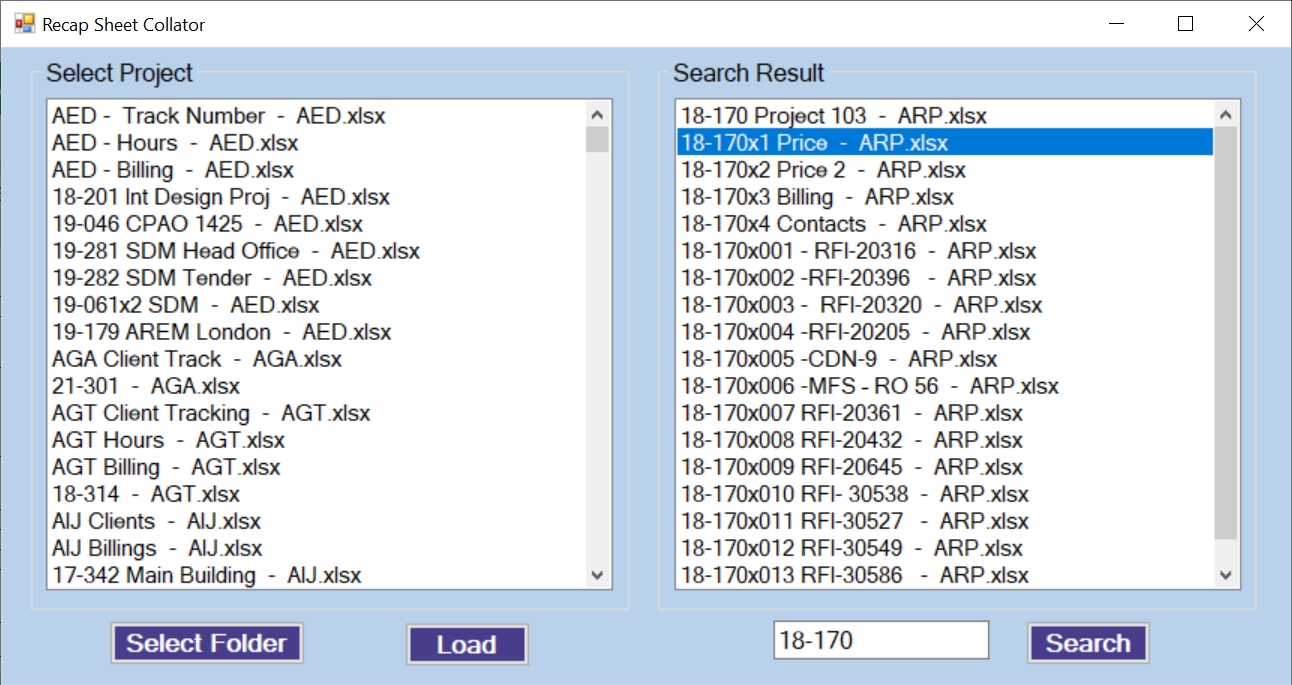 Recap Sheet Collator
Select Project
AED -  Track Number  -  AED.xlsx
AED - Hours  -  AED.xlsx
AED - Billing  -  AED.xlsx
18-201 Int Design Proj  -  AED.xlsx
19-046 CPAO 1425  -  AED.xlsx
19-281 SDM Head Office  -  AED.xlsx
19-282 SDM Tender  -  AED.xlsx
19-061x2 SDM  -  AED.xlsx
19-179 AREM London  -  AED.xlsx
AGA Client Track  -  AGA.xlsx
21-301  -  AGA.xlsx
AGT Client Tracking  -  AGT.xlsx
AGT Hours  -  AGT.xlsx
AGT Billing  -  AGT.xlsx
18-314  -  AGT.xlsx
AIJ Clients  -  AIJ.xlsx
AIJ Billings  -  AIJ.xlsx
17-342 Main Building  -  AIJ.xlsx
Select Folder
Load
Search Result
18-170 Project 103  -  ARP.xlsx
18-170x1 Price  -  ARP.xlsx
18-170x2 Price 2  -  ARP.xlsx
18-170x3 Billing  -  ARP.xlsx
18-170x4 Contacts  -  ARP.xlsx
18-170x001 - RFI-20316  -  ARP.xlsx
18-170x002 -RFI-20396   -  ARP.xlsx
18-170x003 -  RFI-20320  -  ARP.xlsx
18-170x004 -RFI-20205  -  ARP.xlsx
18-170x005 -CDN-9  -  ARP.xlsx
18-170x006 -MFS - RO 56  -  ARP.xlsx
18-170x007 RFI-20361  -  ARP.xlsx
18-170x008 RFI-20432  -  ARP.xlsx
18-170x009 RFI-20645  -  ARP.xlsx
18-170x010 RFI- 30538  -  ARP.xlsx
18-170x011 RFI-30527   -  ARP.xlsx
18-170x012 RFI-30549  -  ARP.xlsx
18-170x013 RFI-30586   -  ARP.xlsx
18-170
Search